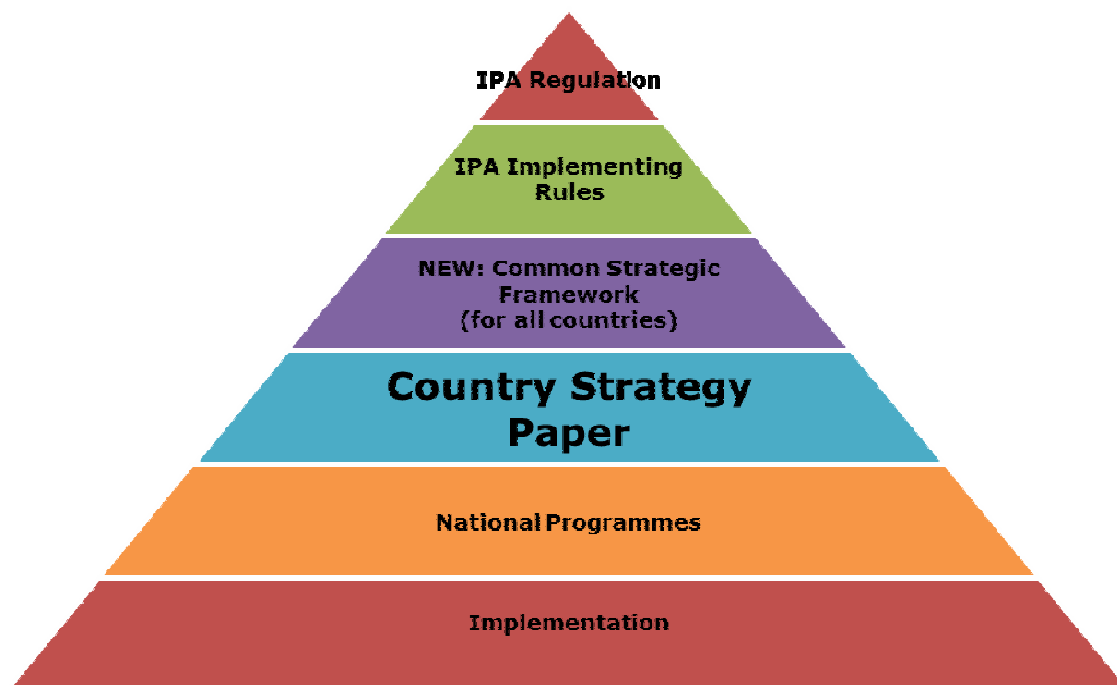 IPA Regulation
IPA Implementing
Rules
NEW: Common Strategic
Framework
(for all countries)
Country Strategy
Paper
National Programmes
Implementation